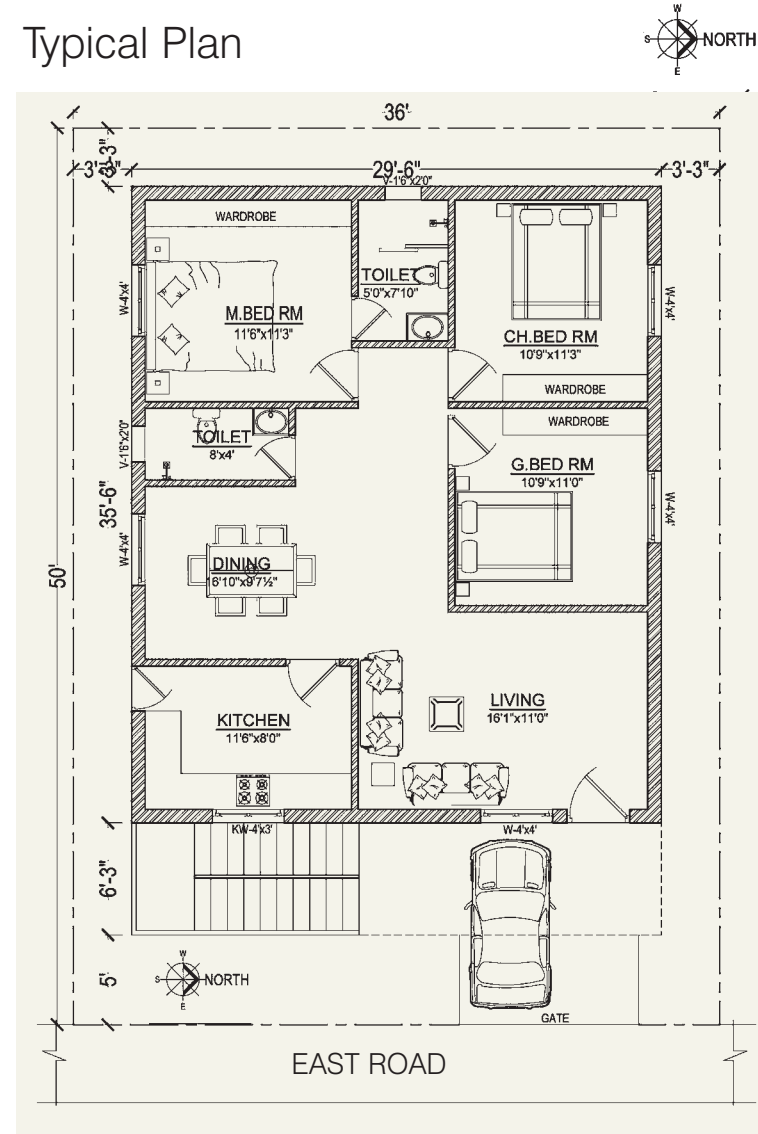 Typical Plan
W
S
NORTH
E
36'
3'-3"
3'-3"
29'-6"
3'-3"
V-1'6"x2'0"
WARDROBE
TOILET
5'0"x7'10"
W-4'x4'
M.BED RM
11'6"x11'3"
CH.BED RM
10'9"x11'3"
W-4'x4'
WARDROBE
WARDROBE
V-1'6"x2'0"
TOILET
8'x4'
G.BED RM
10'9"x11'0"
35'-6"
W-4'x4'
W-4'x4'
50'
DINING
16'10"x9'7½"
LIVING
16'1"x11'0"
KITCHEN
11'6"x8'0"
KW-4'x3'
W-4'x4'
6'-3"
5'
W
S
NORTH
E
GATE
EAST ROAD